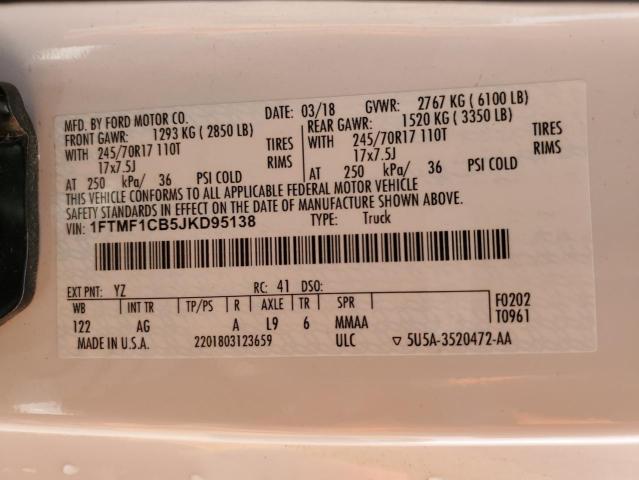 MFD. BY FORD MOTOR CO. DATE: 03/18 GVWR: 2767 KG ( 6100 LB)
FRONT GAWR: 1293 KG ( 2850 LB) REAR GAWR: 1520 KG ( 3350 LB)
WITH 245/70R17 110T TIRES WITH 245/70R17 110T TIRES
17x7.5J RIMS 17x7.5J RIMS
AT 250 kPa/ 36 PSI COLD AT 250 kPa/ 36 PSI COLD
THIS VEHICLE CONFORMS TO ALL APPLICABLE FEDERAL MOTOR VEHICLE
SAFETY STANDARDS IN EFFECT ON THE DATE OF MANUFACTURE SHOWN ABOVE.
VIN: 1FTMF1CB5JKD95138 TYPE: Truck
EXT PNT: YZ RC: 41 DSO:
WB INT TR TP/PS R AXLE TR SPR F0202
122 AG A L9 6 MMAA T0961
MADE IN U.S.A. 2201803123659 ULC ▽ 5U5A-3520472-AA